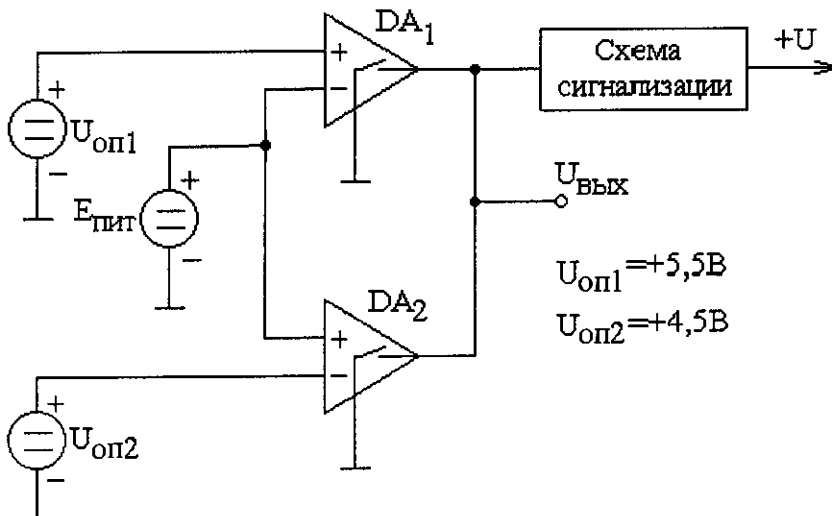 DA1
+
−
Схема
сигнализации
+U
+
Uоп1
−
+
Eпит
−
Uвых
Uоп1=+5,5В
Uоп2=+4,5В
DA2
+
−
+
Uоп2
−